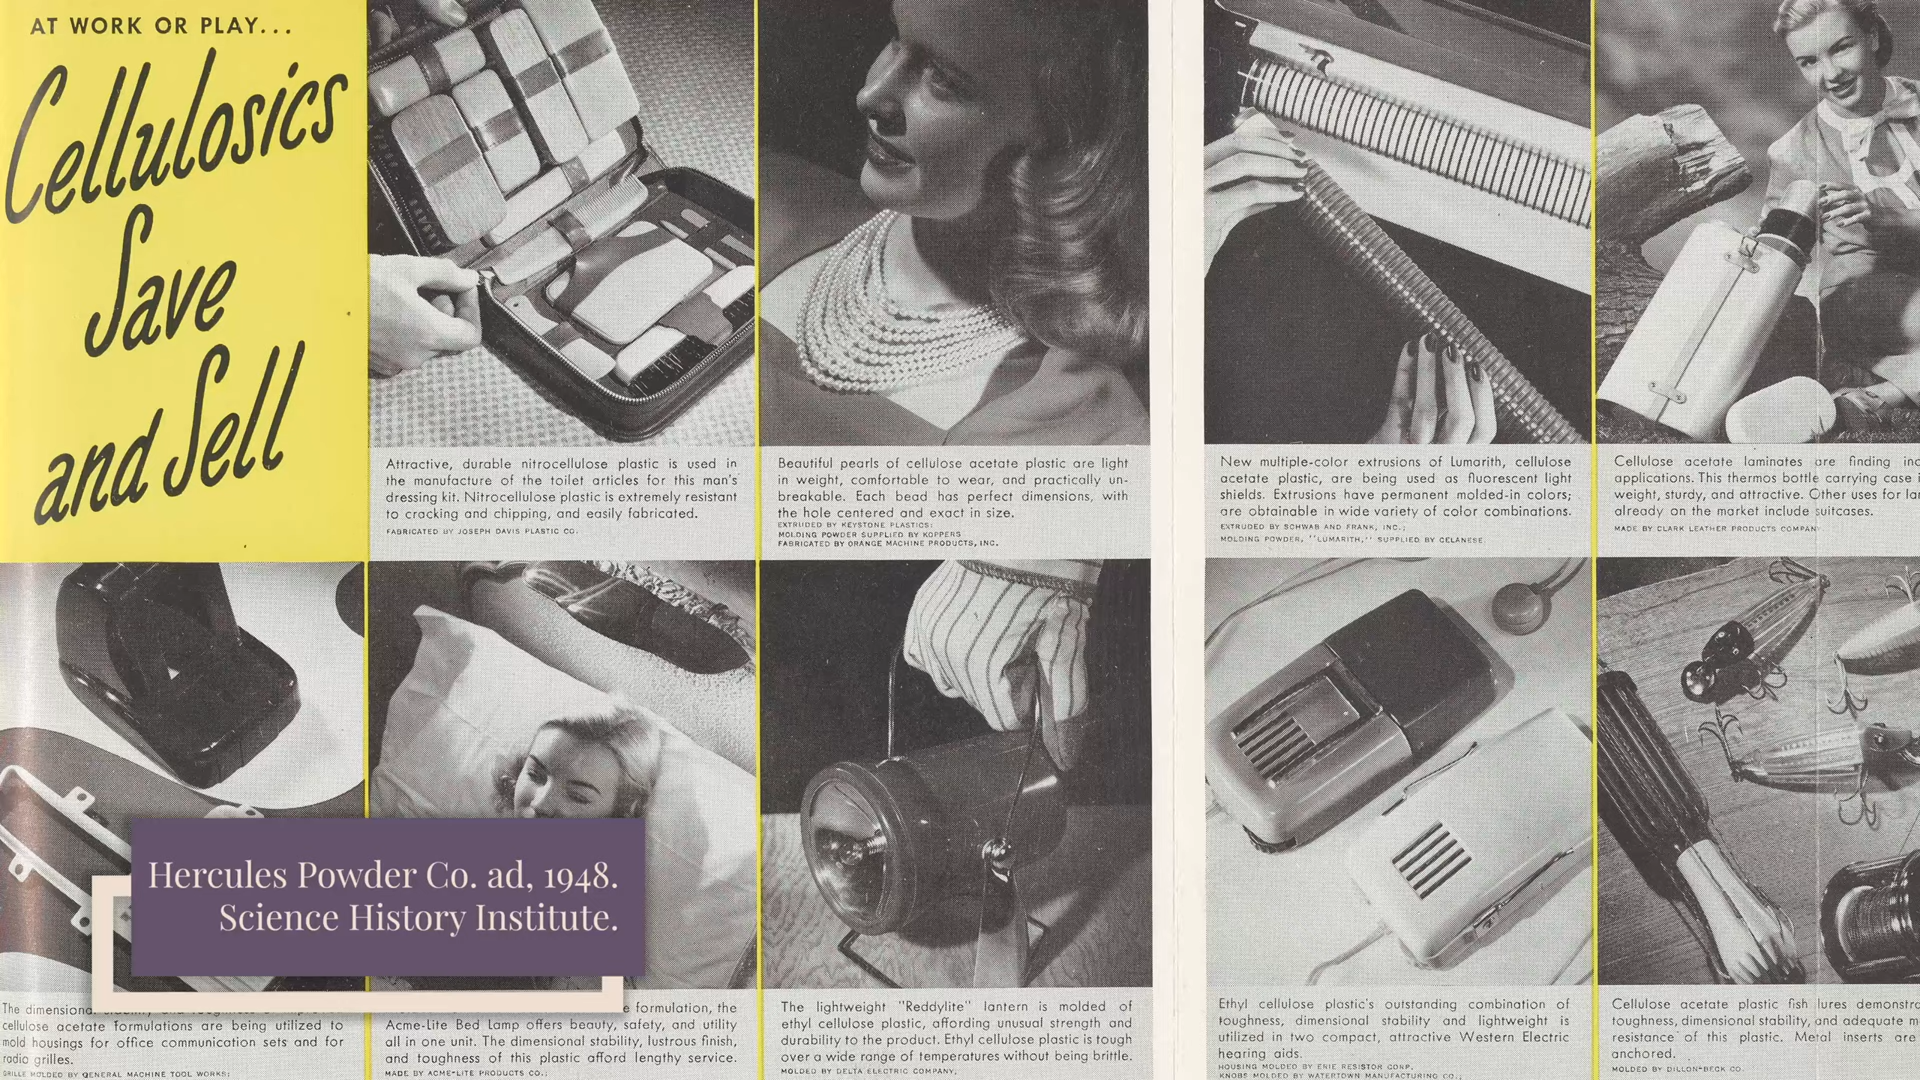 AT WORK OR PLAY...
Cellulosics
Save
and Sell
Attractive, durable nitrocellulose plastic is used in
the manufacture of the toilet articles for this man's
dressing kit. Nitrocellulose plastic is extremely resistant
to cracking and chipping, and easily fabricated.
FABRICATED BY JOSEPH DAVIS PLASTIC CO.
Beautiful pearls of cellulose acetate plastic are light
in weight, comfortable to wear, and practically un-
breakable. Each bead has perfect dimensions, with
the hole centered and exact in size.
EXTRUDED BY KEYSTONE PLASTICS;
MOLDING POWDER SUPPLIED BY KOPPERS
FABRICATED BY ORANGE MACHINE PRODUCTS, INC.
New multiple-color extrusions of Lumarith, cellulose
acetate plastic, are being used as fluorescent light
shields. Extrusions have permanent molded-in colors;
are obtainable in wide variety of color combinations.
EXTRUDED BY SCHWAB AND FRANK, INC.;
MOLDING POWDER, "LUMARITH," SUPPLIED BY CELANESE.
Cellulose acetate laminates are finding
applications. This thermos bottle carrying case
weight, sturdy, and attractive. Other uses for
already on the market include suitcases.
MADE BY CLARK LEATHER PRODUCTS COMPANY
The dimensional
cellulose acetate formulations are being utilized to
mold housings for office communication sets and for
radio grilles.
GRILLE MOLDED BY GENERAL MACHINE TOOL WORKS;
formulation, the
Acme-Lite Bed Lamp offers beauty, safety, and utility
all in one unit. The dimensional stability, lustrous finish,
and toughness of this plastic afford lengthy service.
MADE BY ACME-LITE PRODUCTS CO.;
The lightweight "Reddylite" lantern is molded of
ethyl cellulose plastic, affording unusual strength and
durability to the product. Ethyl cellulose plastic is tough
over a wide range of temperatures without being brittle.
MOLDED BY DELTA ELECTRIC COMPANY;
Ethyl cellulose plastic's outstanding combination of
toughness, dimensional stability and lightweight is
utilized in two compact, attractive Western Electric
hearing aids.
HOUSING MOLDED BY ERIE RESISTOR CORP.
KNOBS MOLDED BY WATERTOWN MANUFACTURING CO.;
Cellulose acetate plastic fish lures
toughness, dimensional stability, and adequate
resistance of this plastic. Metal inserts are
anchored.
MOLDED BY DILLON-BECK CO.
Hercules Powder Co. ad, 1948.
Science History Institute.